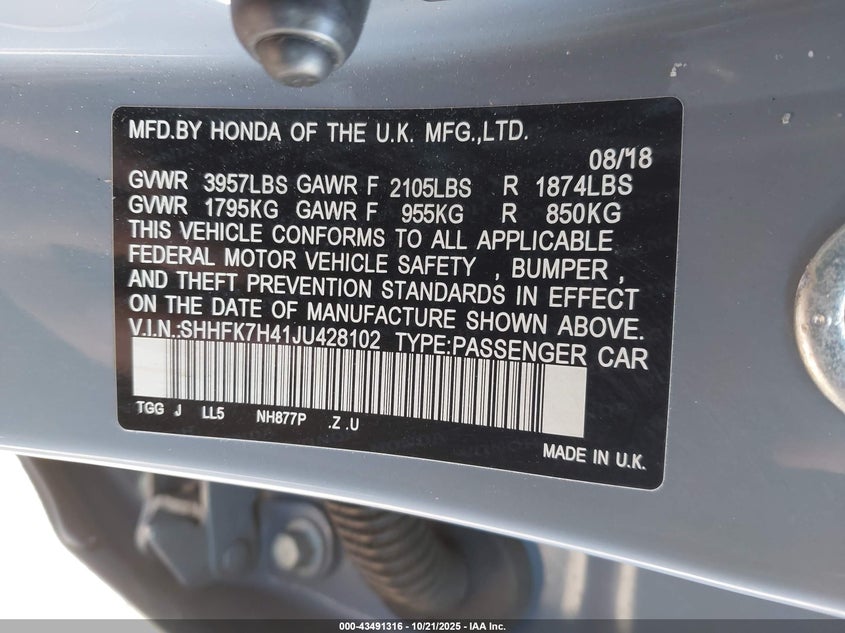 MFD.BY HONDA OF THE U.K. MFG.,LTD.
08/18
GVWR 3957LBS GAWR F 2105LBS R 1874LBS
GVWR 1795KG GAWR F 955KG R 850KG
THIS VEHICLE CONFORMS TO ALL APPLICABLE
FEDERAL MOTOR VEHICLE SAFETY , BUMPER ,
AND THEFT PREVENTION STANDARDS IN EFFECT
ON THE DATE OF MANUFACTURE SHOWN ABOVE.
V.I.N.:SHHFK7H41JU428102 TYPE:PASSENGER CAR
TGG J LL5 NH877P .Z .U
MADE IN U.K.
000-43491316 - 10/21/2025 - IAA Inc.